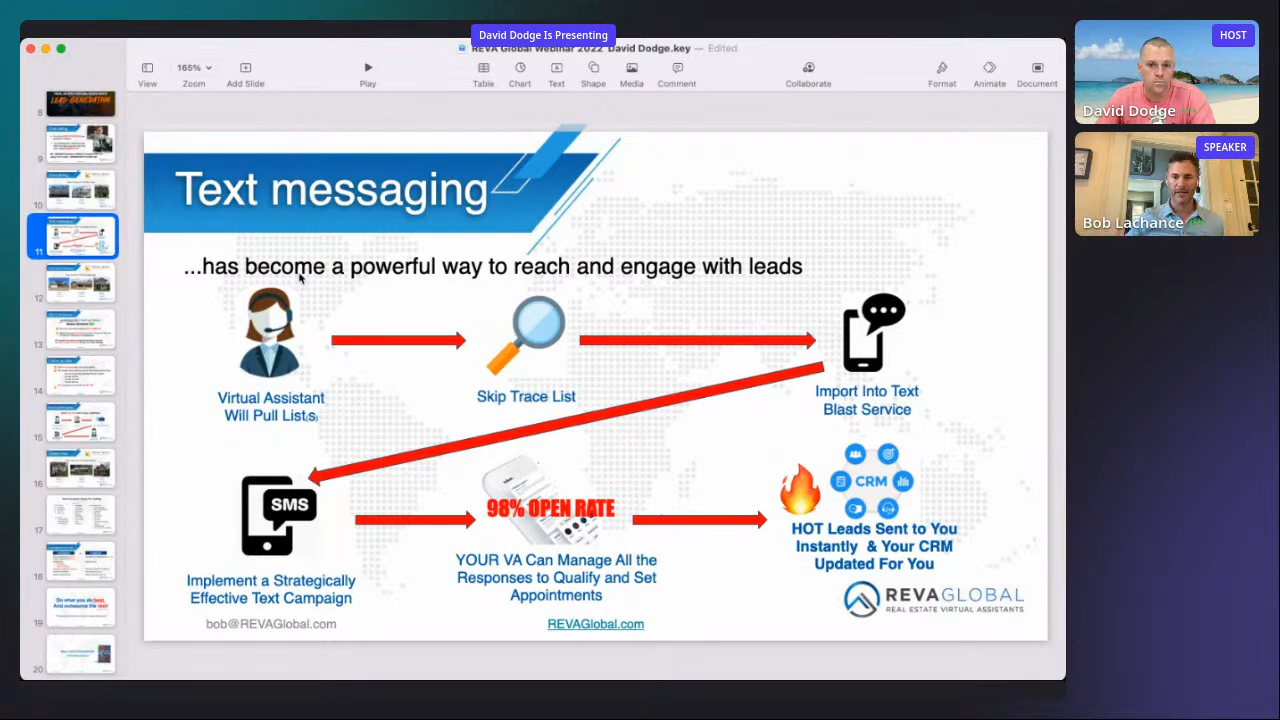 David Dodge Is Presenting
REVA Global Webinar 2022 David Dodge.key — Edited
165%
View
Zoom
Add Slide
Play
Table
Chart
Text
Shape
Media
Comment
Collaborate
Format
Animate
Document
HOST
David Dodge
SPEAKER
Bob Lachance
8
LEAD GENERATION
9
10
11
12
13
14
15
16
17
18
19
20
Text messaging
...has become a powerful way to reach and engage with leads
Virtual Assistant
Will Pull List(s)
Skip Trace List
Import Into Text
Blast Service
SMS
98% OPEN RATE
CRM
Implement a Strategically
Effective Text Campaign
YOUR VA Can Manage All the
Responses to Qualify and Set
Appointments
HOT Leads Sent to You
Instantly & Your CRM
Updated For You
REVAGLOBAL
REAL ESTATE VIRTUAL ASSISTANTS
bob@REVAGlobal.com
REVAGlobal.com